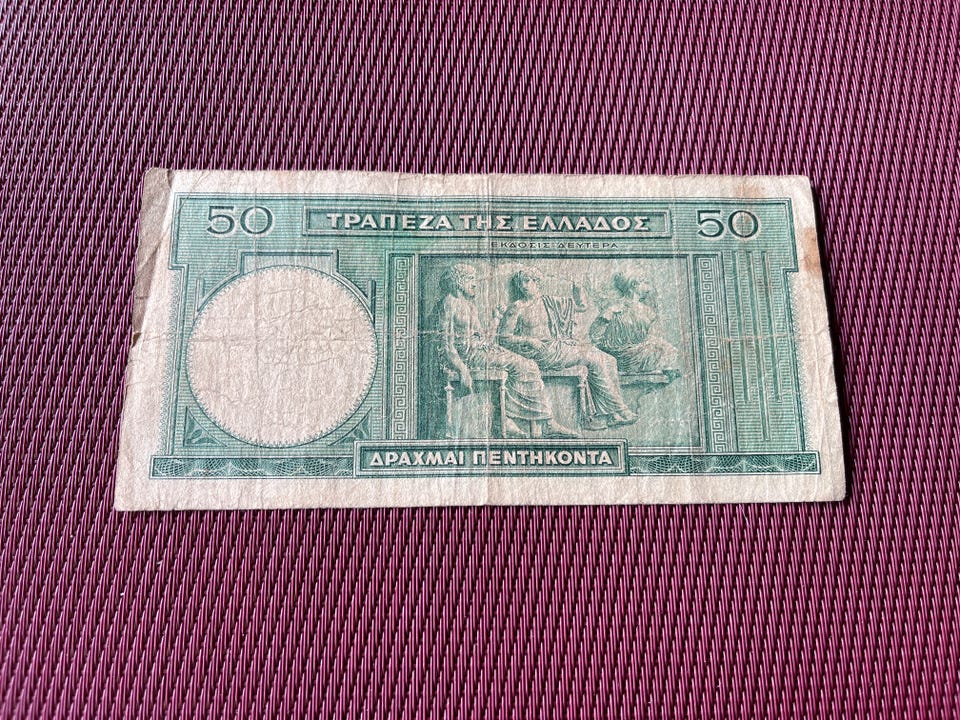 50 ΤΡΑΠΕΖΑ ΤΗΣ ΕΛΛΑΔΟΣ 50
ΕΚΔΟΣΙΣ ΔΕΥΤΕΡΑ
ΔΡΑΧΜΑΙ ΠΕΝΤΗΚΟΝΤΑ